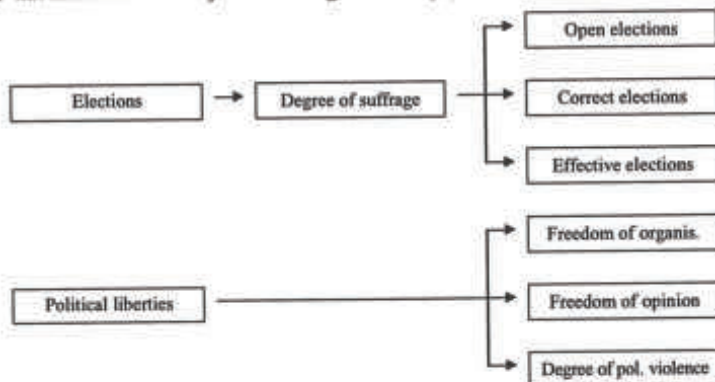 Open elections
Elections
Degree of suffrage
Correct elections
Effective elections
Freedom of organis.
Political liberties
Freedom of opinion
Degree of pol. violence